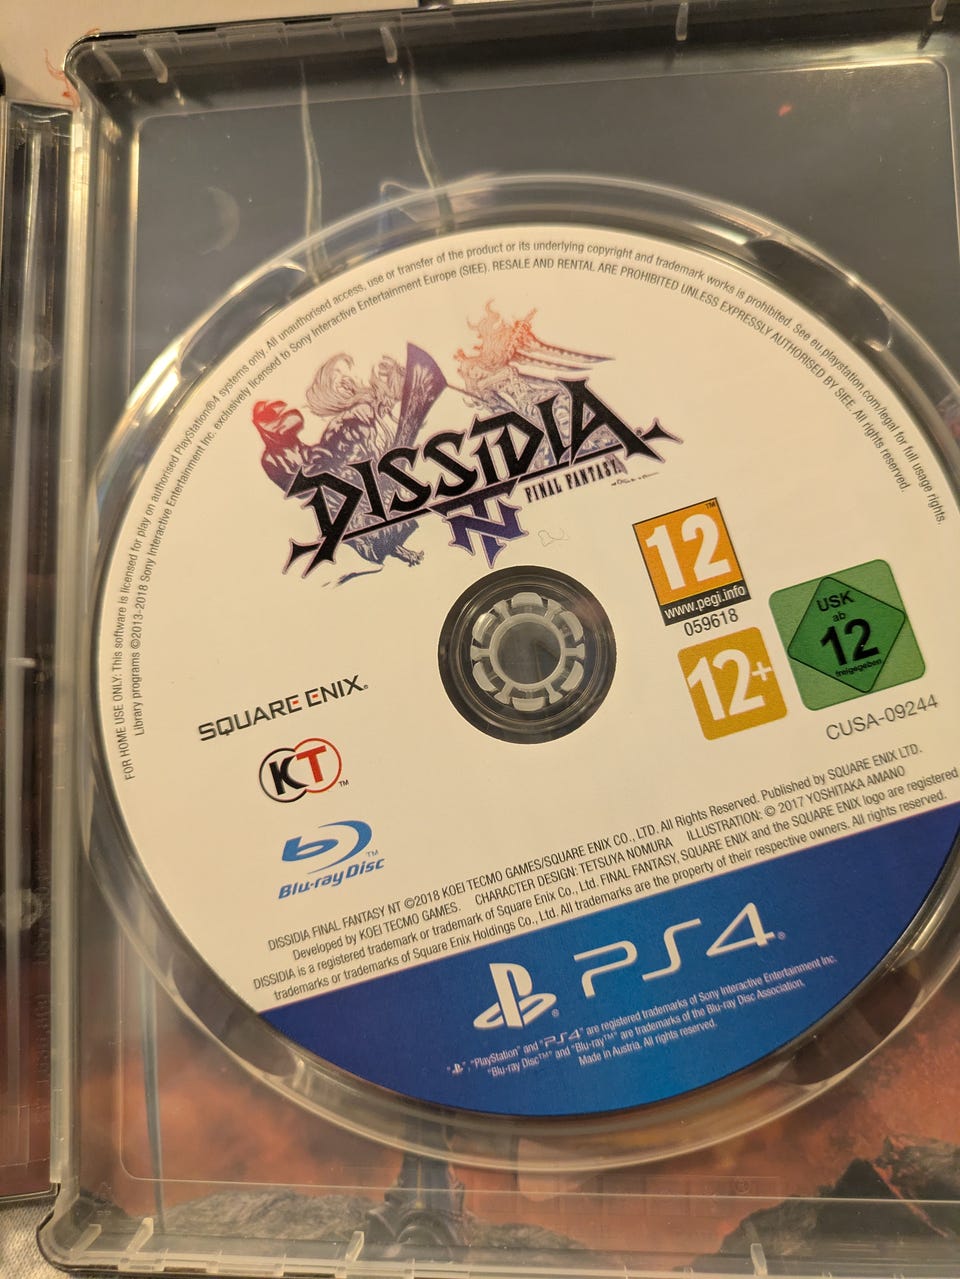 FOR HOME USE ONLY: This software is licensed for play on authorised PlayStation®4 systems only. All unauthorised access, use or transfer of the product or its underlying copyright and trademark works is prohibited. See eu.playstation.com/legal for full usage rights.
Library programs ©2013-2018 Sony Interactive Entertainment Inc. exclusively licensed to Sony Interactive Entertainment Europe (SIEE). RESALE AND RENTAL ARE PROHIBITED UNLESS EXPRESSLY AUTHORISED BY SIEE. All rights reserved.
DISSIDIA®
FINAL FANTASY®
NT
12™
www.pegi.info
059618
12+
USK
ab
12
freigegeben
CUSA-09244
SQUARE ENIX®
KT™
Blu-ray Disc™
DISSIDIA FINAL FANTASY NT ©2018 KOEI TECMO GAMES/SQUARE ENIX CO., LTD. All Rights Reserved. Published by SQUARE ENIX LTD.
Developed by KOEI TECMO GAMES. CHARACTER DESIGN: TETSUYA NOMURA ILLUSTRATION: © 2017 YOSHITAKA AMANO
DISSIDIA is a registered trademark or trademark of Square Enix Co., Ltd. FINAL FANTASY, SQUARE ENIX and the SQUARE ENIX logo are registered
trademarks or trademarks of Square Enix Holdings Co., Ltd. All trademarks are the property of their respective owners. All rights reserved.
PS4®
"PlayStation" and "PS4" are registered trademarks of Sony Interactive Entertainment Inc.
"Blu-ray Disc™" and "Blu-ray™" are trademarks of the Blu-ray Disc Association.
Made in Austria. All rights reserved.